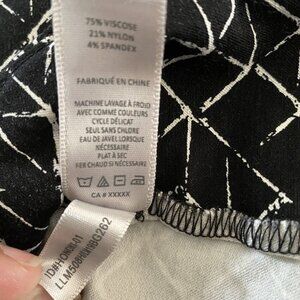 75% VISCOSE
21% NYLON
4% SPANDEX
FABRIQUÉ EN CHINE
MACHINE LAVAGE À FROID
AVEC COMME COULEURS
CYCLE DÉLICAT
SEUL SANS CHLORE
EAU DE JAVEL LORSQUE
NÉCESSAIRE
PLAT À SEC
FER CHAUD SI NÉCESSAIRE
CA# XXXXX